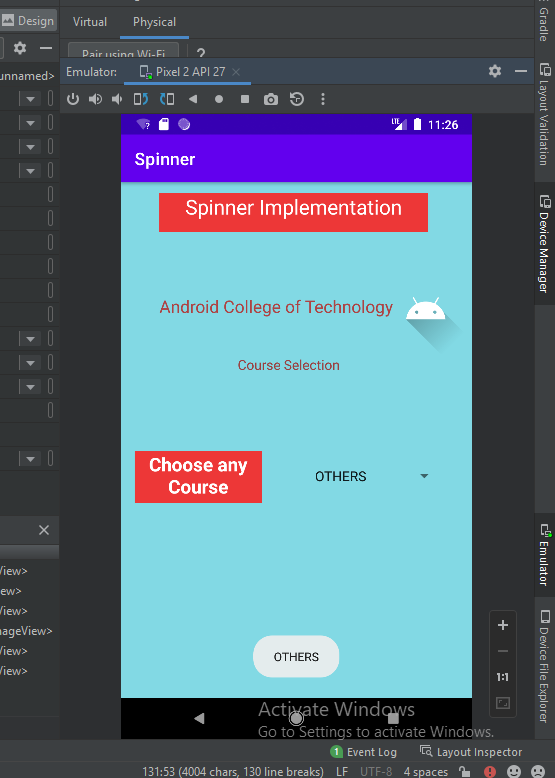 Design
Virtual
Physical
Pair using Wi-Fi
?
unnamed>
Emulator:
Pixel 2 API 27
LTE
11:26
Spinner
Spinner Implementation
Android College of Technology
Course Selection
Choose any
Course
OTHERS
OTHERS
View>
ew>
View>
nageView>
View>
View>
1:1
Activate Windows
Go to Settings to activate Windows.
1 Event Log
Layout Inspector
131:53 (4004 chars, 130 line breaks)
LF
UTF-8
4 spaces
Gradle
Layout Validation
Device Manager
Emulator
Device File Explorer